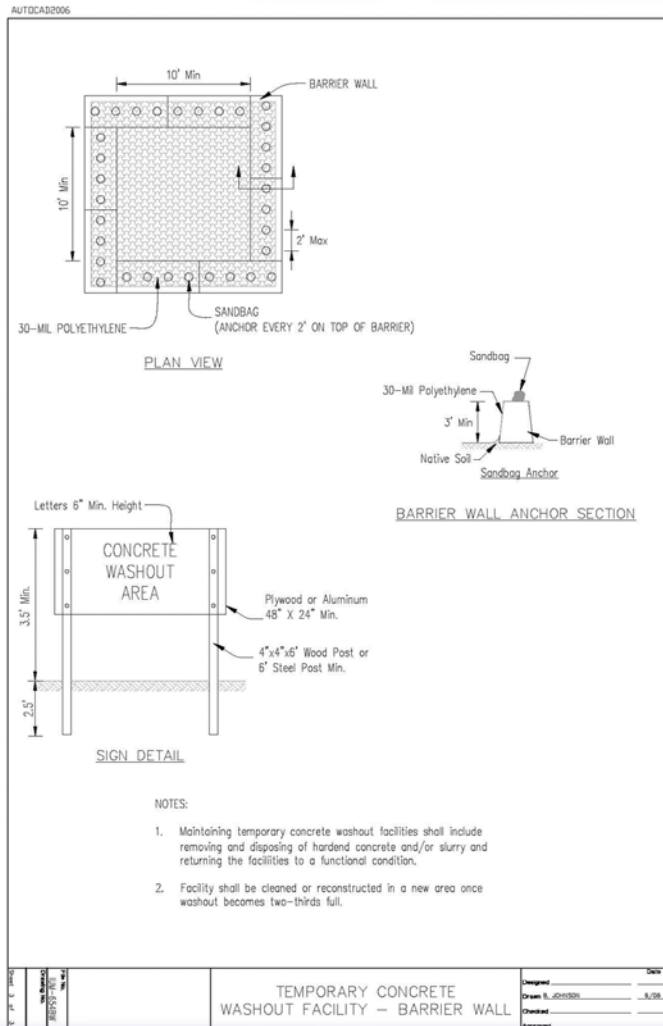 AUTOCAD2006
10' Min
BARRIER WALL
10' Min
2' Max
30-MIL POLYETHYLENE
SANDBAG
(ANCHOR EVERY 2' ON TOP OF BARRIER)
PLAN VIEW
Sandbag
30-Mil Polyethylene
3' Min
Barrier Wall
Native Soil
Sandbag Anchor
BARRIER WALL ANCHOR SECTION
Letters 6" Min. Height
CONCRETE
WASHOUT
AREA
3.5' Min.
Plywood or Aluminum
48" X 24" Min.
4"x4"x6' Wood Post or
6' Steel Post Min.
2.5'
SIGN DETAIL
NOTES:
1. Maintaining temporary concrete washout facilities shall include
removing and disposing of hardend concrete and/or slurry and
returning the facilities to a functional condition.
2. Facility shall be cleaned or reconstructed in a new area once
washout becomes two-thirds full.
File No.
Drawing No.
TEMPORARY CONCRETE
WASHOUT FACILITY – BARRIER WALL
Date
Designed
Drawn B. JOHNSON
Checked
Approved